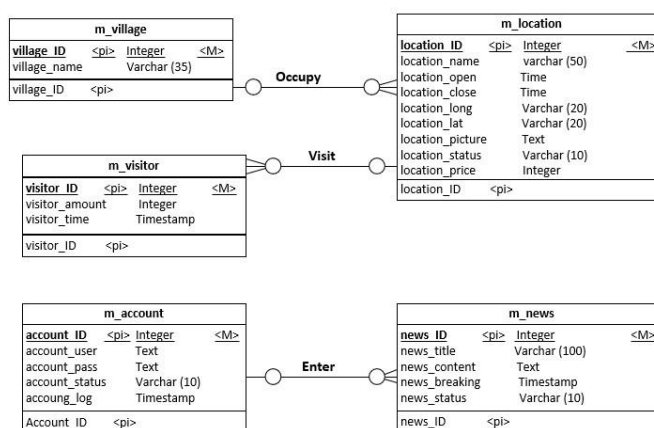 m_village
village_ID <pi> Integer <M>
village_name Varchar (35)
village_ID <pi>
Occupy
m_location
location_ID <pi> Integer <M>
location_name varchar (50)
location_open Time
location_close Time
location_long Varchar (20)
location_lat Varchar (20)
location_picture Text
location_status Varchar (10)
location_price Integer
location_ID <pi>
Visit
m_visitor
visitor_ID <pi> Integer <M>
visitor_amount Integer
visitor_time Timestamp
visitor_ID <pi>
m_account
account_ID <pi> Integer <M>
account_user Text
account_pass Text
account_status Varchar (10)
accoung_log Timestamp
Account_ID <pi>
Enter
m_news
news_ID <pi> Integer <M>
news_title Varchar (100)
news_content Text
news_breaking Timestamp
news_status Varchar (10)
news_ID <pi>